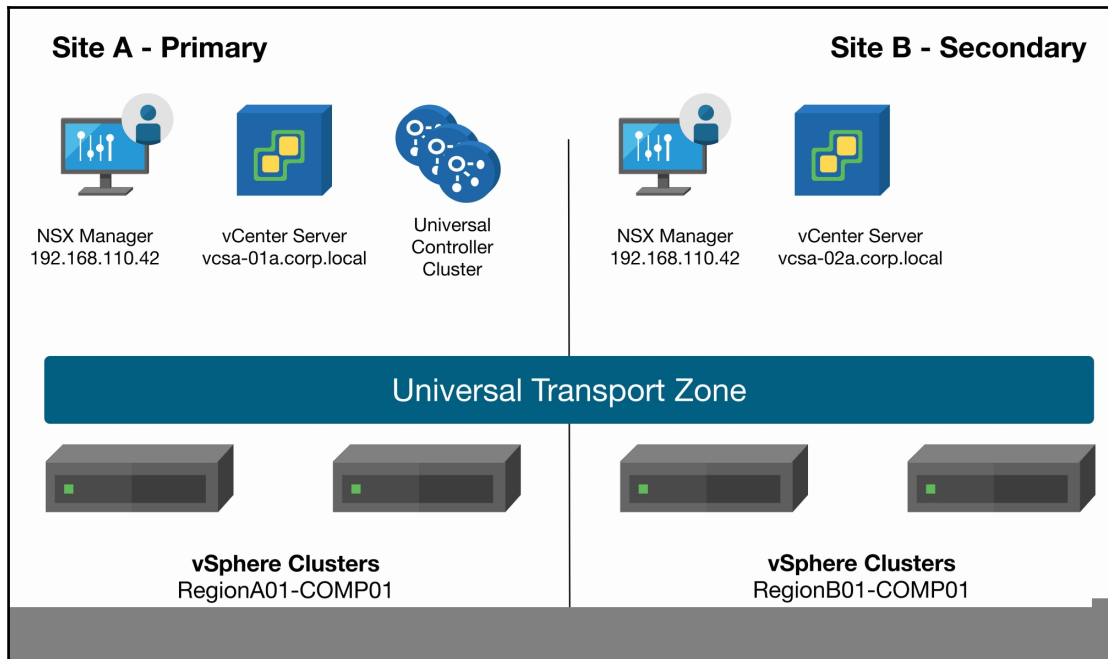 Site A - Primary
Site B - Secondary
NSX Manager
192.168.110.42
vCenter Server
vcsa-01a.corp.local
Universal
Controller
Cluster
NSX Manager
192.168.110.42
vCenter Server
vcsa-02a.corp.local
Universal Transport Zone
vSphere Clusters
RegionA01-COMP01
vSphere Clusters
RegionB01-COMP01